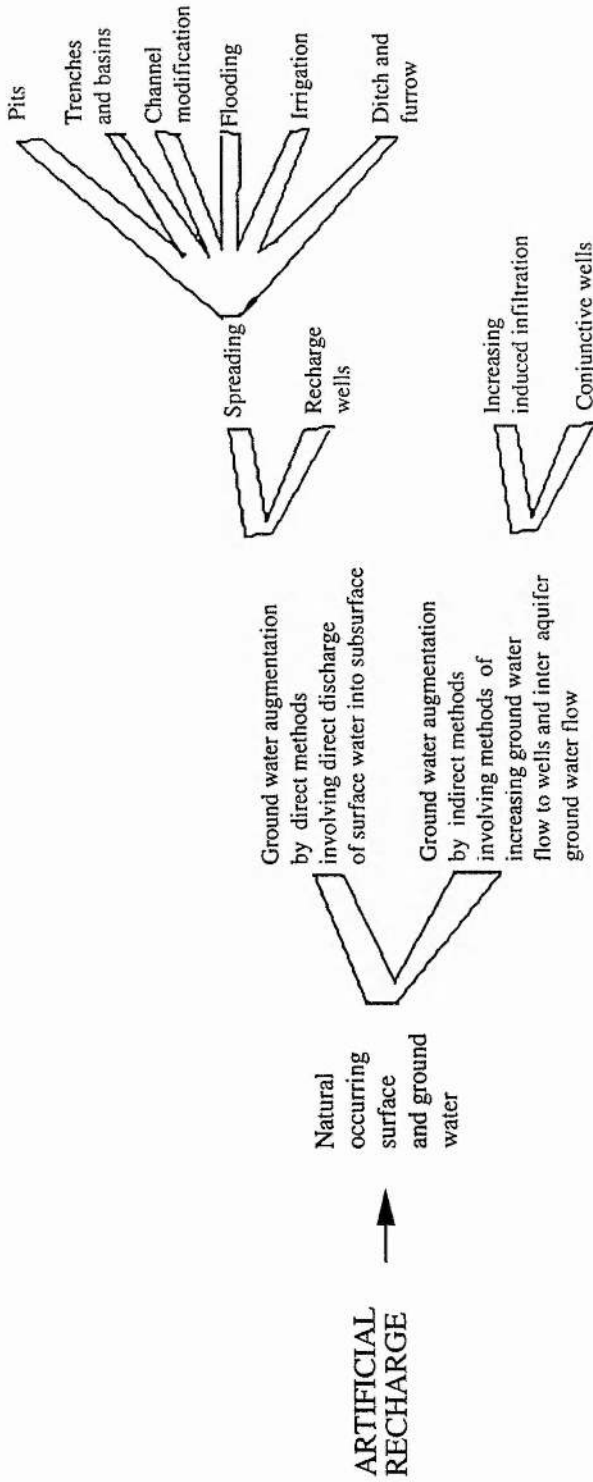 ARTIFICIAL
RECHARGE
Natural
occurring
surface
and ground
water
Ground water augmentation
by direct methods
involving direct discharge
of surface water into subsurface
Ground water augmentation
by indirect methods
involving methods of
increasing ground water
flow to wells and inter aquifer
ground water flow
Spreading
Recharge
wells
Increasing
induced infiltration
Conjunctive wells
Pits
Trenches
and basins
Channel
modification
Flooding
Irrigation
Ditch and
furrow